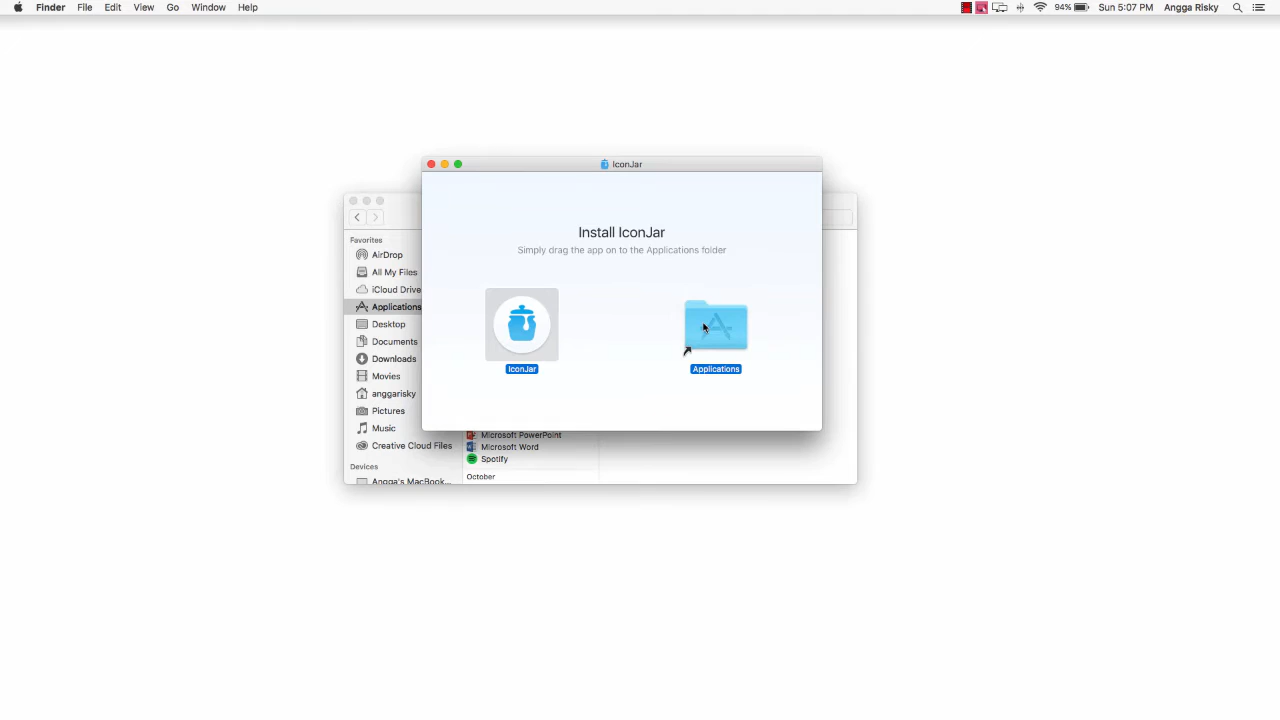 Finder File Edit View Go Window Help 94% Sun 5:07 PM Angga Risky
IconJar
Install IconJar
Simply drag the app on to the Applications folder
IconJar
Applications
Favorites
AirDrop
All My Files
iCloud Drive
Applications
Desktop
Documents
Downloads
Movies
anggarisky
Pictures
Music
Creative Cloud Files
Devices
Angga's MacBook...
Microsoft PowerPoint
Microsoft Word
Spotify
October